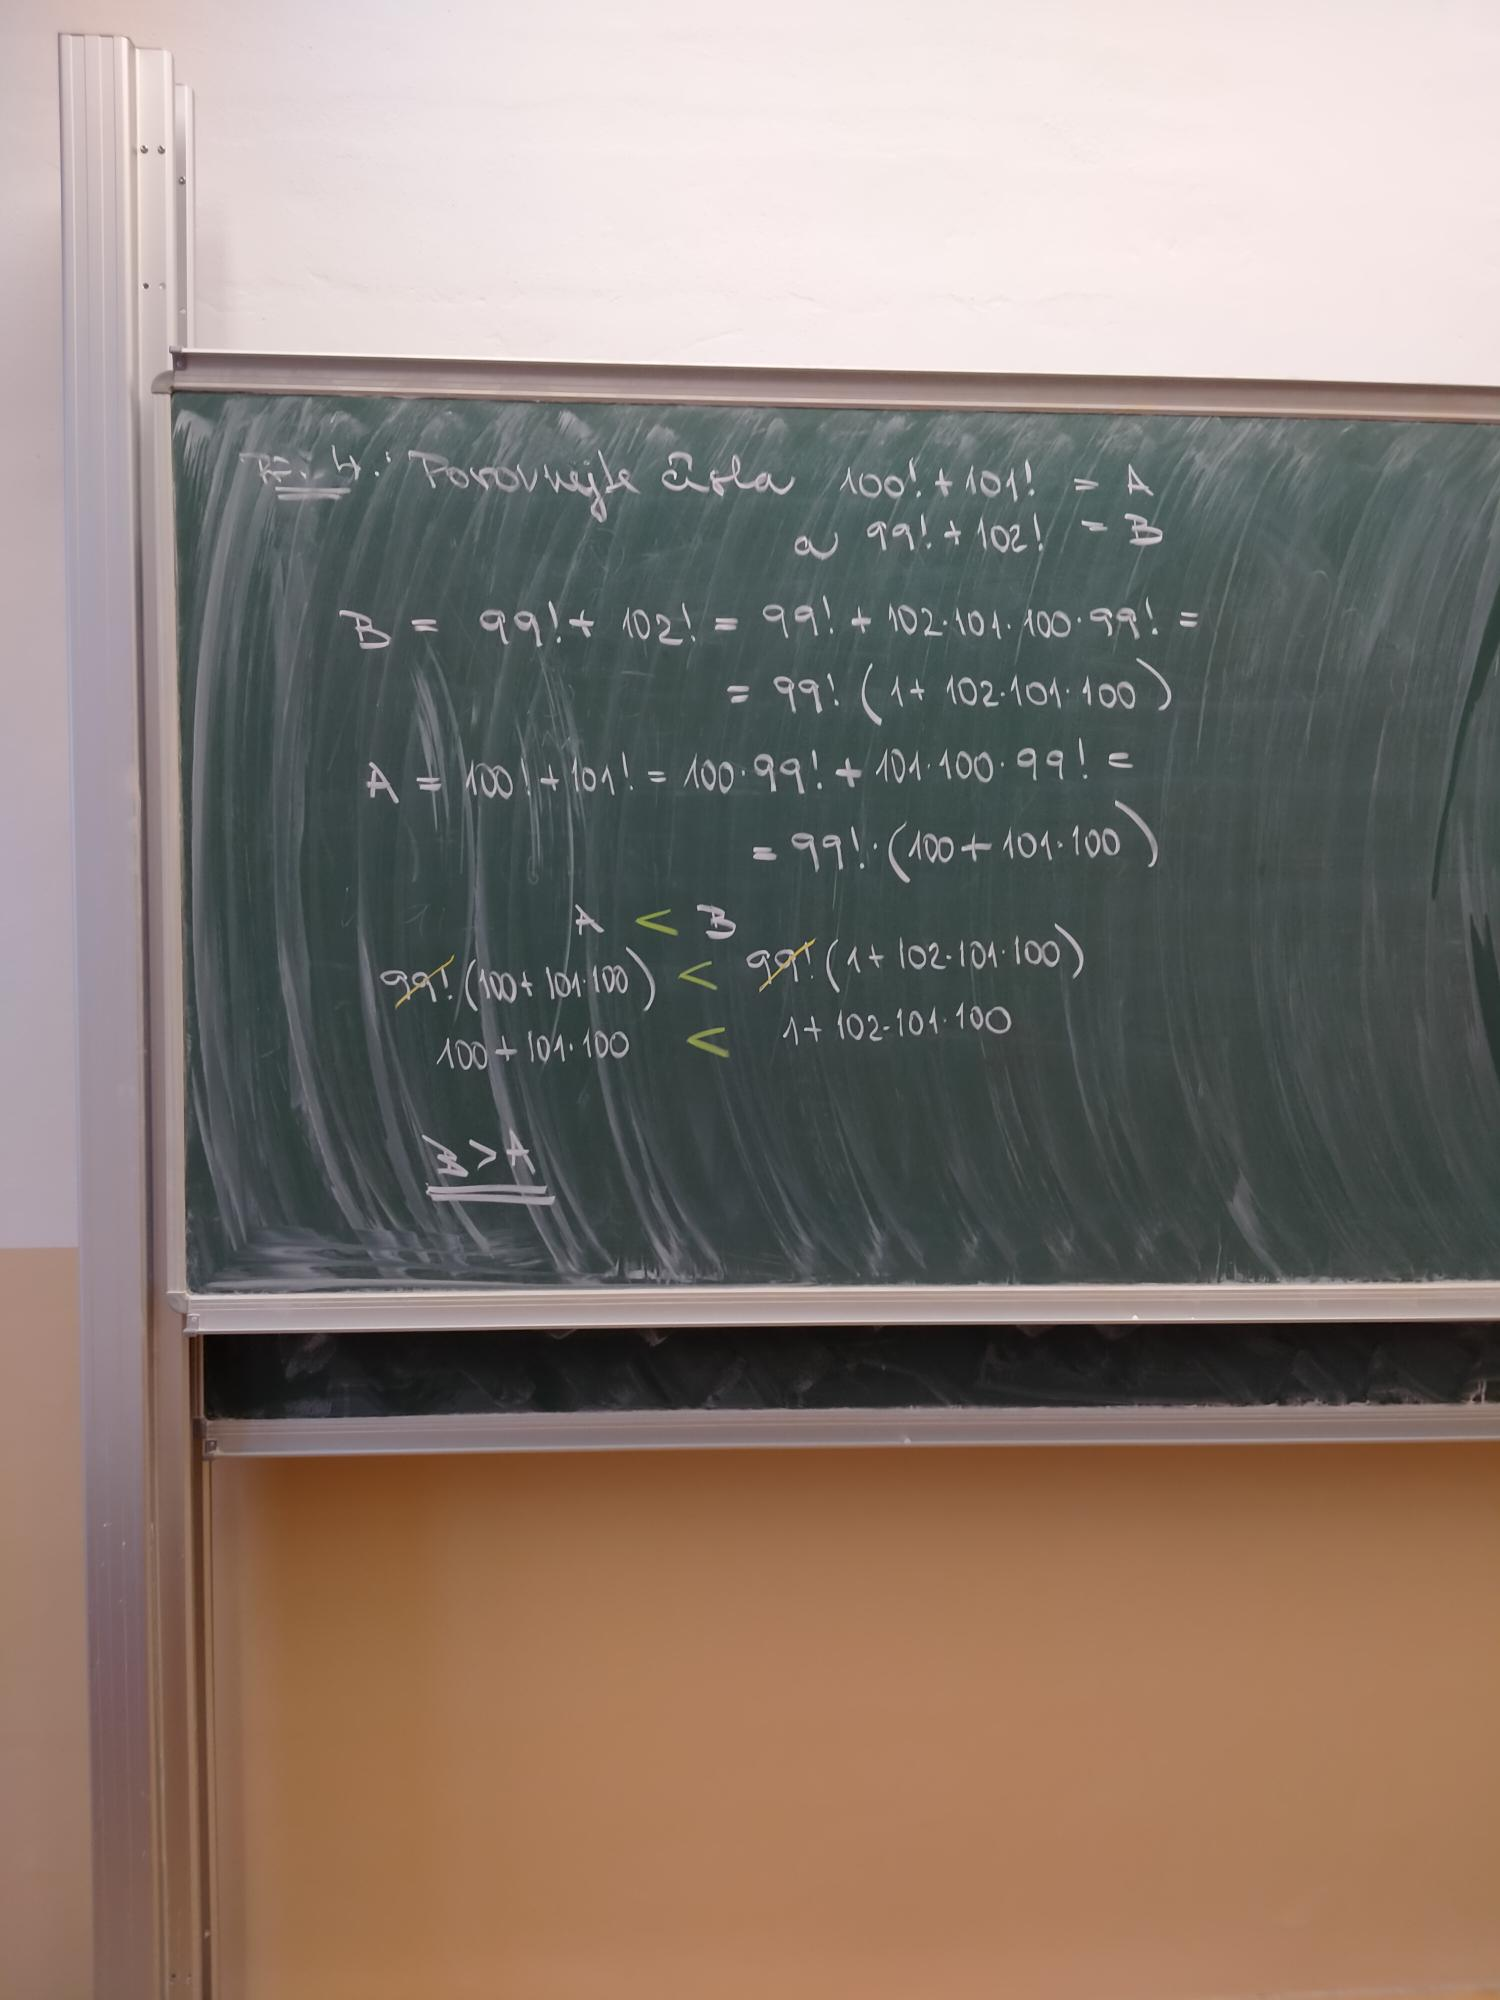 Př. 4.: Porovnejte čísla 100! + 101! = A
a 99! + 102! = B
B = 99! + 102! = 99! + 102·101·100·99! =
= 99! (1 + 102·101·100)
A = 100! + 101! = 100·99! + 101·100·99! =
= 99!·(100 + 101·100)
A < B
99! (100 + 101·100) < 99! (1 + 102·101·100)
100 + 101·100 < 1 + 102·101·100
B > A